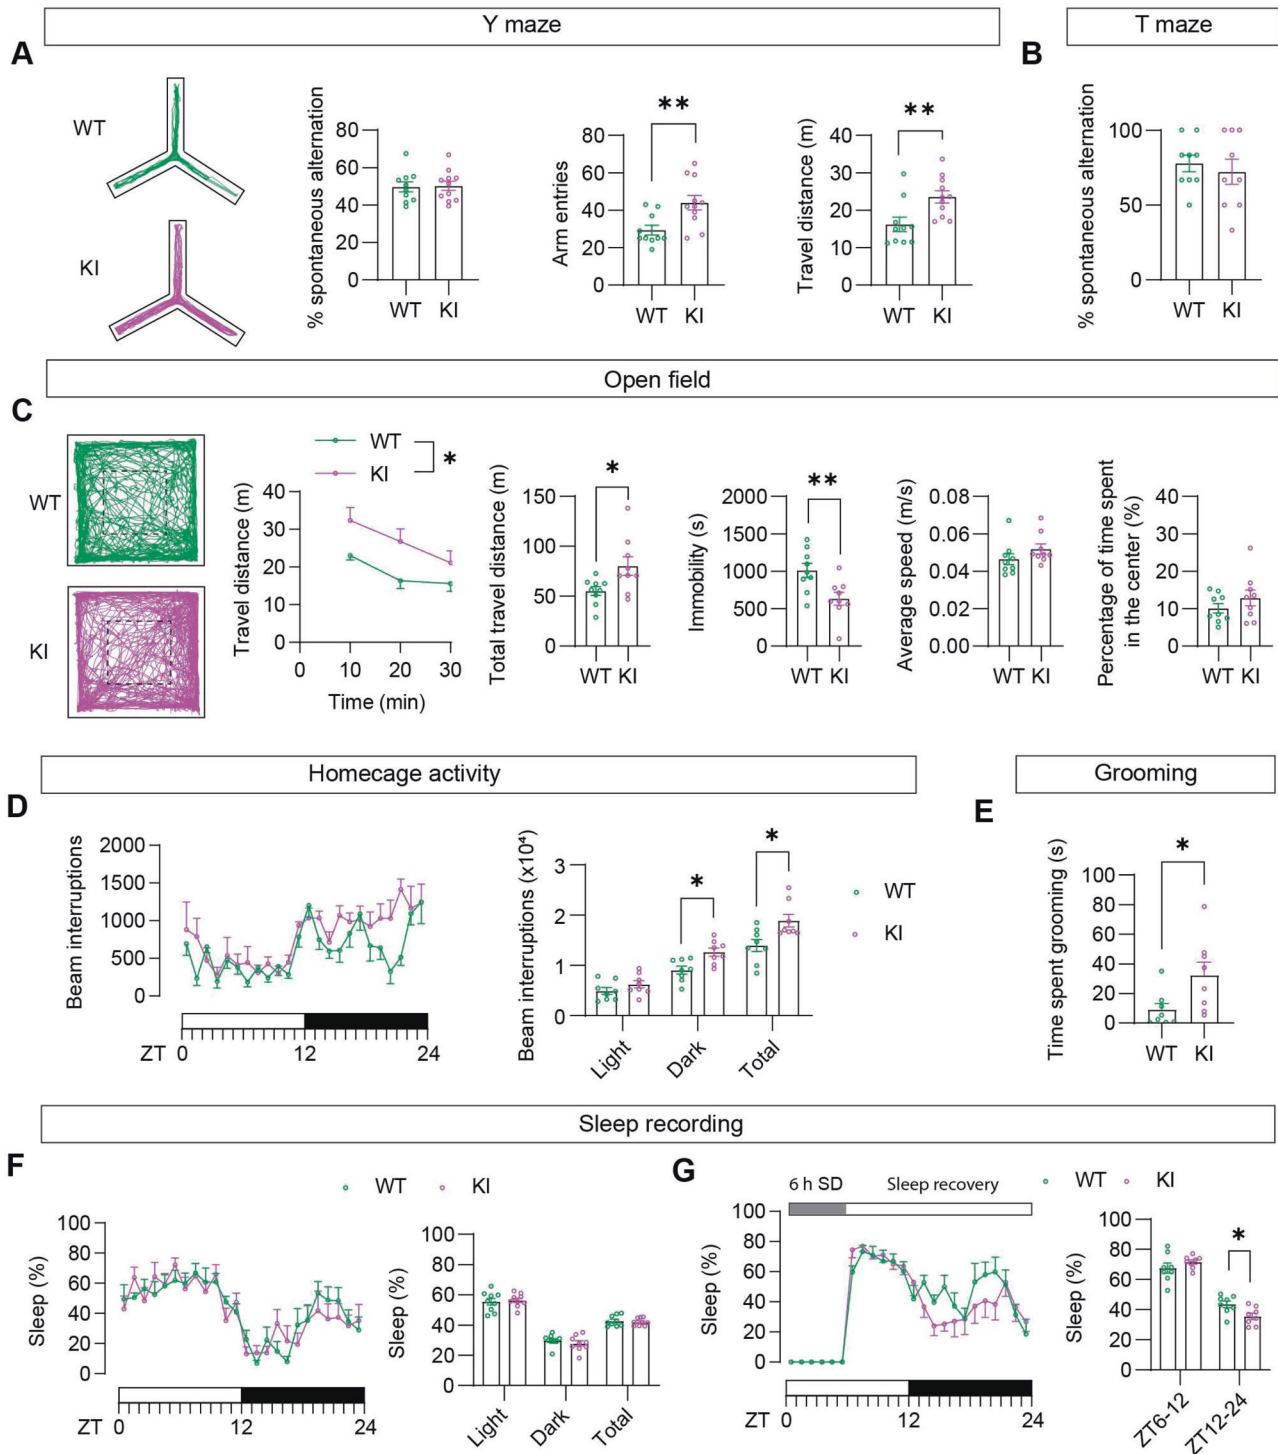 Y maze
T maze
A
B
WT
KI
% spontaneous alternation
80
60
40
20
0
WT KI
**
Arm entries
80
60
40
20
0
WT KI
**
Travel distance (m)
40
30
20
10
0
WT KI
% spontaneous alternation
100
50
0
WT KI
Open field
C
WT
KI
WT
KI
*
Travel distance (m)
40
30
20
10
0
0 10 20 30
Time (min)
*
Total travel distance (m)
150
100
50
0
WT KI
**
Immobility (s)
2000
1500
1000
500
0
WT KI
Average speed (m/s)
0.08
0.06
0.04
0.02
0.00
WT KI
Percentage of time spent
in the center (%)
40
30
20
10
0
WT KI
Homecage activity
Grooming
D
E
Beam interruptions
2000
1500
1000
500
0
ZT 0 12 24
Beam interruptions (x10⁴)
3
2
1
0
*
*
Light Dark Total
WT
KI
*
Time spent grooming (s)
100
80
60
40
20
0
WT KI
Sleep recording
F
WT KI
Sleep (%)
100
80
60
40
20
0
ZT 0 12 24
Sleep (%)
100
80
60
40
20
0
Light Dark Total
G
6 h SD Sleep recovery
WT KI
Sleep (%)
100
80
60
40
20
0
ZT 0 12 24
Sleep (%)
100
80
60
40
20
0
*
ZT6-12 ZT12-24